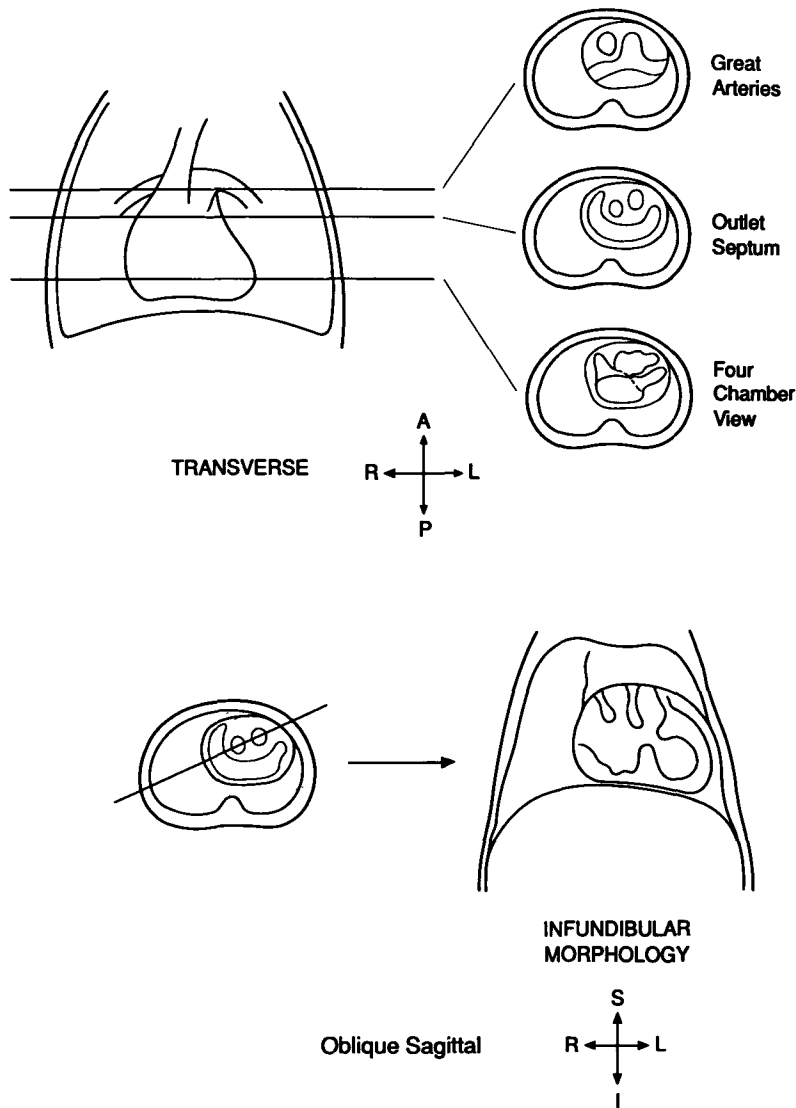 Great
Arteries
Outlet
Septum
Four
Chamber
View
TRANSVERSE
A
R L
P
INFUNDIBULAR
MORPHOLOGY
Oblique Sagittal
S
R L
I